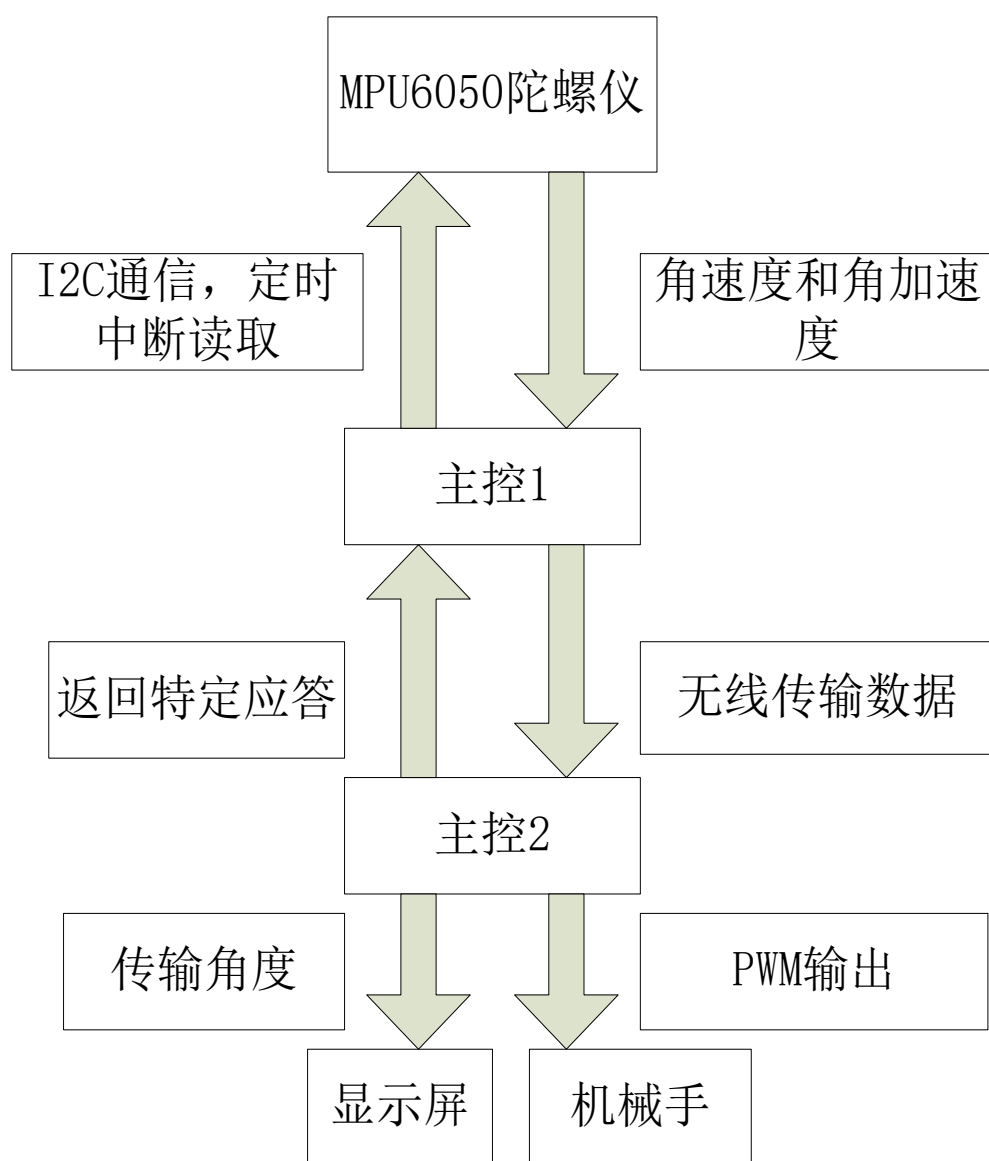 MPU6050陀螺仪
I2C通信，定时
中断读取
角速度和角加速
度
主控1
返回特定应答
无线传输数据
主控2
传输角度
PWM输出
显示屏
机械手